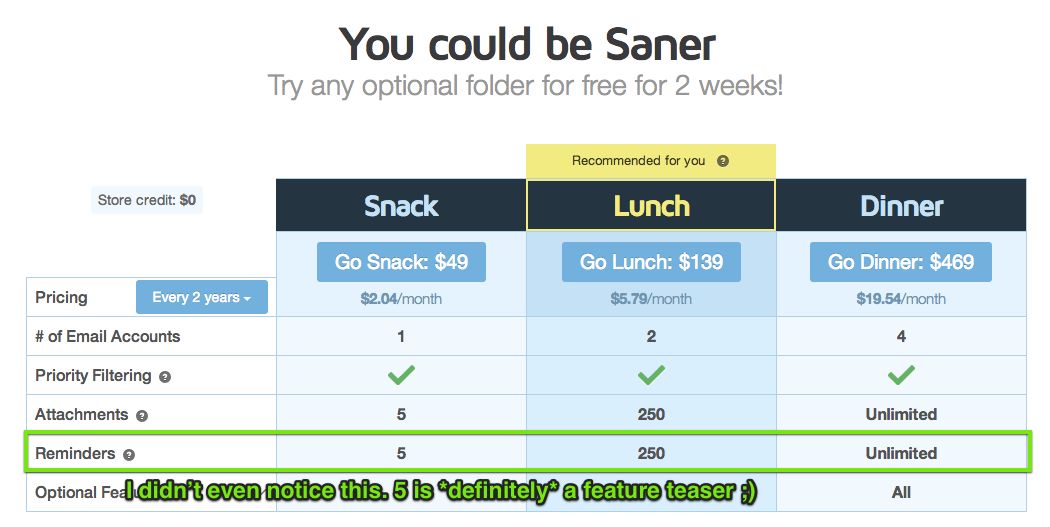 You could be Saner
Try any optional folder for free for 2 weeks!
Recommended for you ?
Store credit: $0
Snack Lunch Dinner
Go Snack: $49 Go Lunch: $139 Go Dinner: $469
Pricing Every 2 years $2.04/month $5.79/month $19.54/month
# of Email Accounts 1 2 4
Priority Filtering ?
Attachments ? 5 250 Unlimited
Reminders ? 5 250 Unlimited
Optional All
I didn't even notice this. 5 is *definitely* a feature teaser ;)